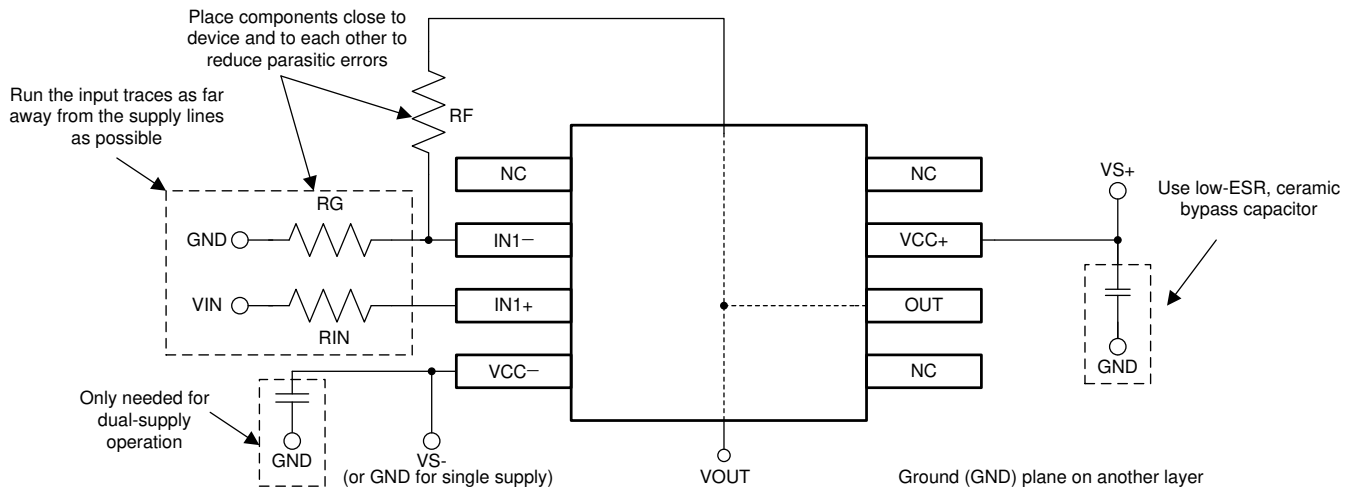 Place components close to
device and to each other to
reduce parasitic errors
Run the input traces as far
away from the supply lines
as possible
RF
NC
NC
VS+
Use low-ESR, ceramic
bypass capacitor
RG
GND
IN1−
VCC+
VIN
IN1+
OUT
RIN
GND
VCC−
NC
Only needed for
dual-supply
operation
GND
VS-
(or GND for single supply)
VOUT
Ground (GND) plane on another layer